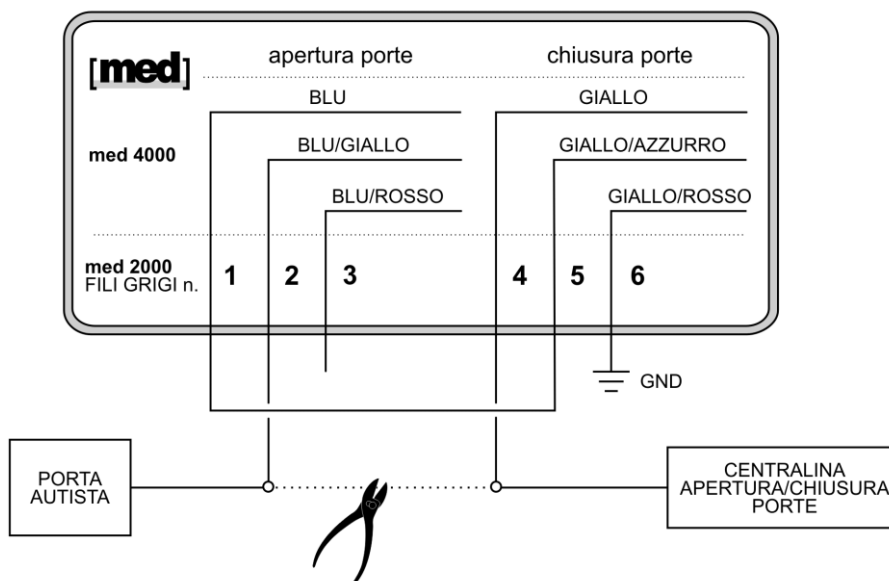 [med]
apertura porte
chiusura porte
BLU
GIALLO
med 4000
BLU/GIALLO
GIALLO/AZZURRO
BLU/ROSSO
GIALLO/ROSSO
med 2000
FILI GRIGI n.
1 2 3 4 5 6
GND
PORTA
AUTISTA
CENTRALINA
APERTURA/CHIUSURA
PORTE